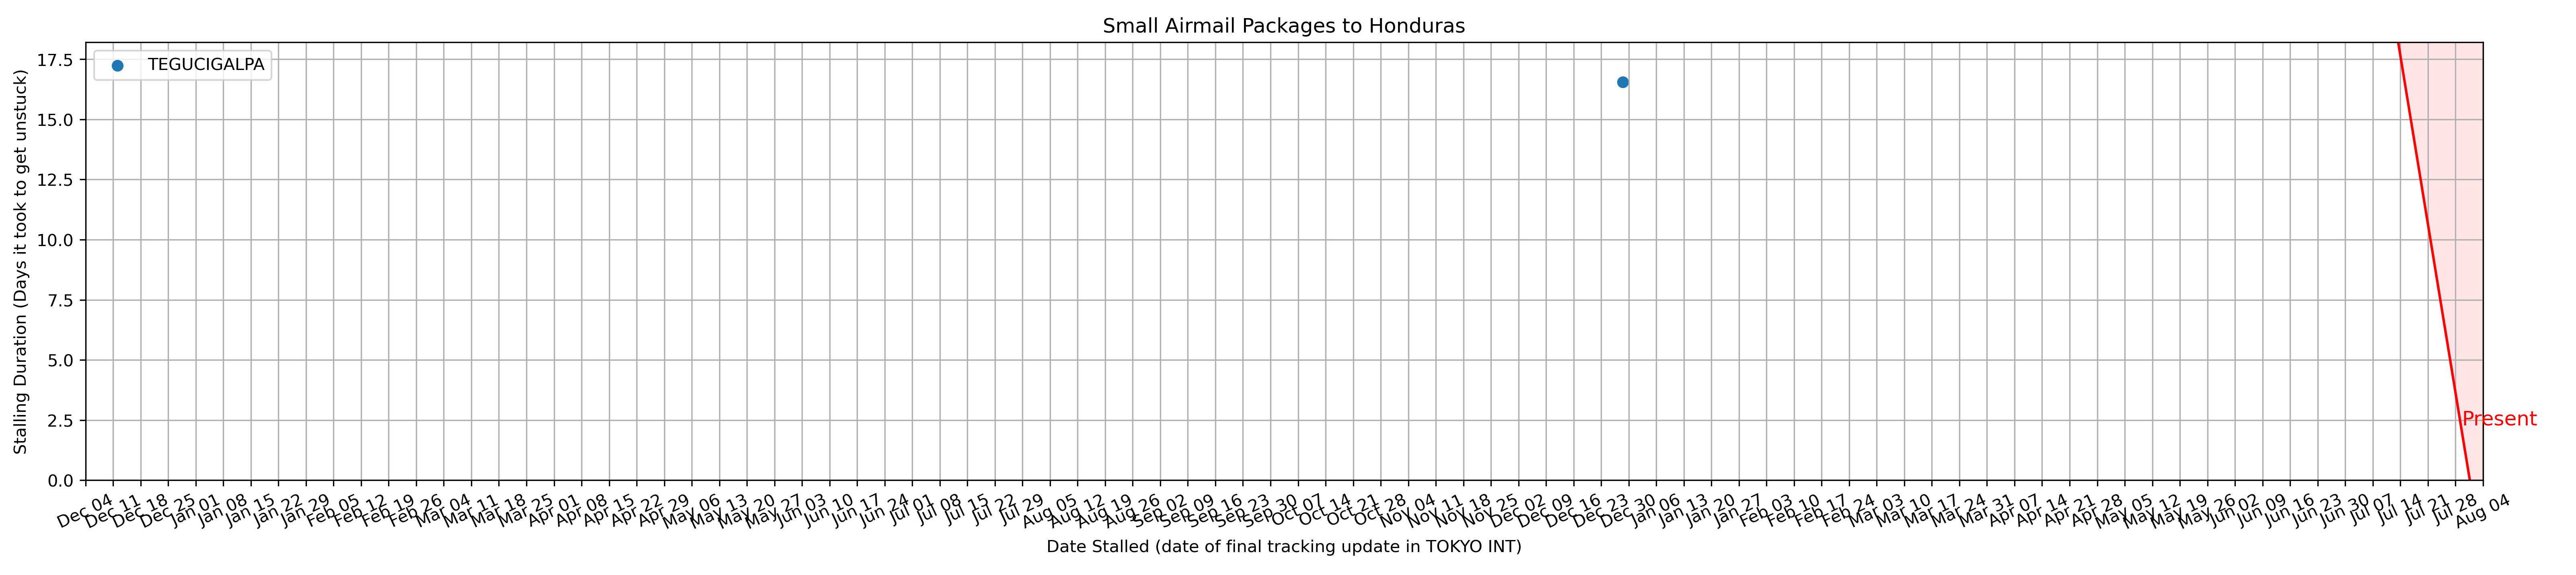 Small Airmail Packages to Honduras
TEGUCIGALPA
Stalling Duration (Days it took to get unstuck)
17.5
15.0
12.5
10.0
7.5
5.0
2.5
0.0
Present
Dec 04
Dec 11
Dec 18
Dec 25
Jan 01
Jan 08
Jan 15
Jan 22
Jan 29
Feb 05
Feb 12
Feb 19
Feb 26
Mar 04
Mar 11
Mar 18
Mar 25
Apr 01
Apr 08
Apr 15
Apr 22
Apr 29
May 06
May 13
May 20
May 27
Jun 03
Jun 10
Jun 17
Jun 24
Jul 01
Jul 08
Jul 15
Jul 22
Jul 29
Aug 05
Aug 12
Aug 19
Aug 26
Sep 02
Sep 09
Sep 16
Sep 23
Sep 30
Oct 07
Oct 14
Oct 21
Oct 28
Nov 04
Nov 11
Nov 18
Nov 25
Dec 02
Dec 09
Dec 16
Dec 23
Dec 30
Jan 06
Jan 13
Jan 20
Jan 27
Feb 03
Feb 10
Feb 17
Feb 24
Mar 03
Mar 10
Mar 17
Mar 24
Mar 31
Apr 07
Apr 14
Apr 21
Apr 28
May 05
May 12
May 19
May 26
Jun 02
Jun 09
Jun 16
Jun 23
Jun 30
Jul 07
Jul 14
Jul 21
Jul 28
Aug 04
Date Stalled (date of final tracking update in TOKYO INT)